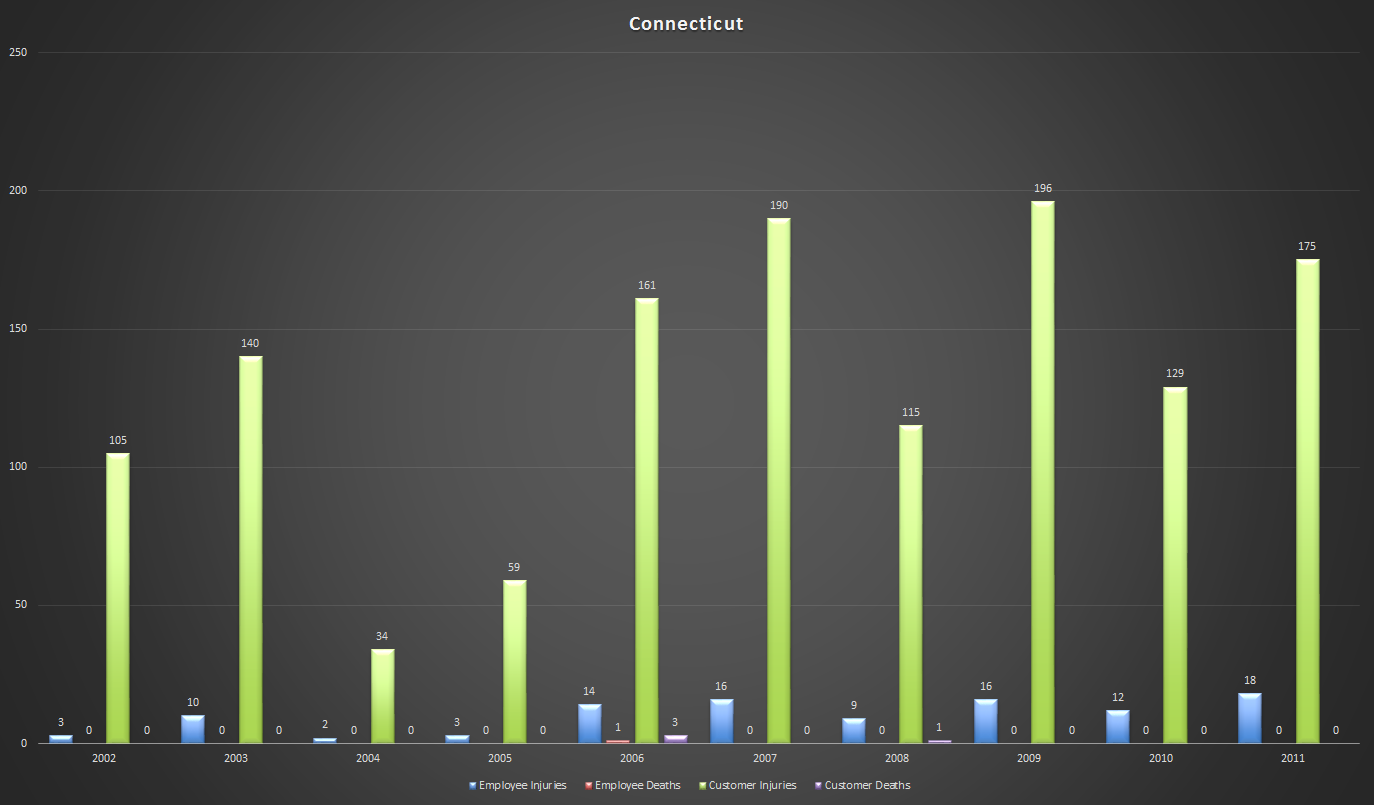 Connecticut
250
200
150
100
50
0
3 0 105 0
10 0 140 0
2 0 34 0
3 0 59 0
14 1 161 3
16 0 190 0
9 0 115 1
16 0 196 0
12 0 129 0
18 0 175 0
2002 2003 2004 2005 2006 2007 2008 2009 2010 2011
Employee Injuries Employee Deaths Customer Injuries Customer Deaths